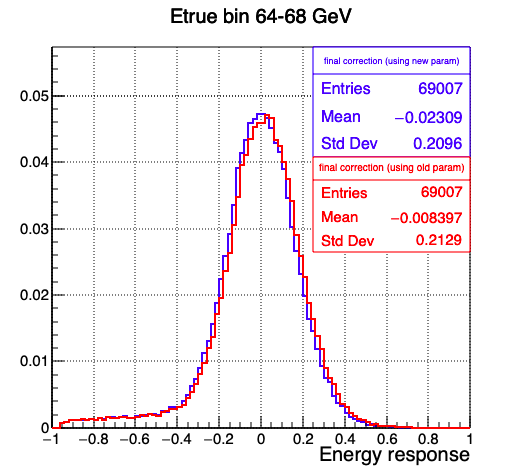 Etrue bin 64-68 GeV
final correction (using new param)
Entries 69007
Mean −0.02309
Std Dev 0.2096
final correction (using old param)
Entries 69007
Mean −0.008397
Std Dev 0.2129
0.05
0.04
0.03
0.02
0.01
0
−1 −0.8 −0.6 −0.4 −0.2 0 0.2 0.4 0.6 0.8 1
Energy response